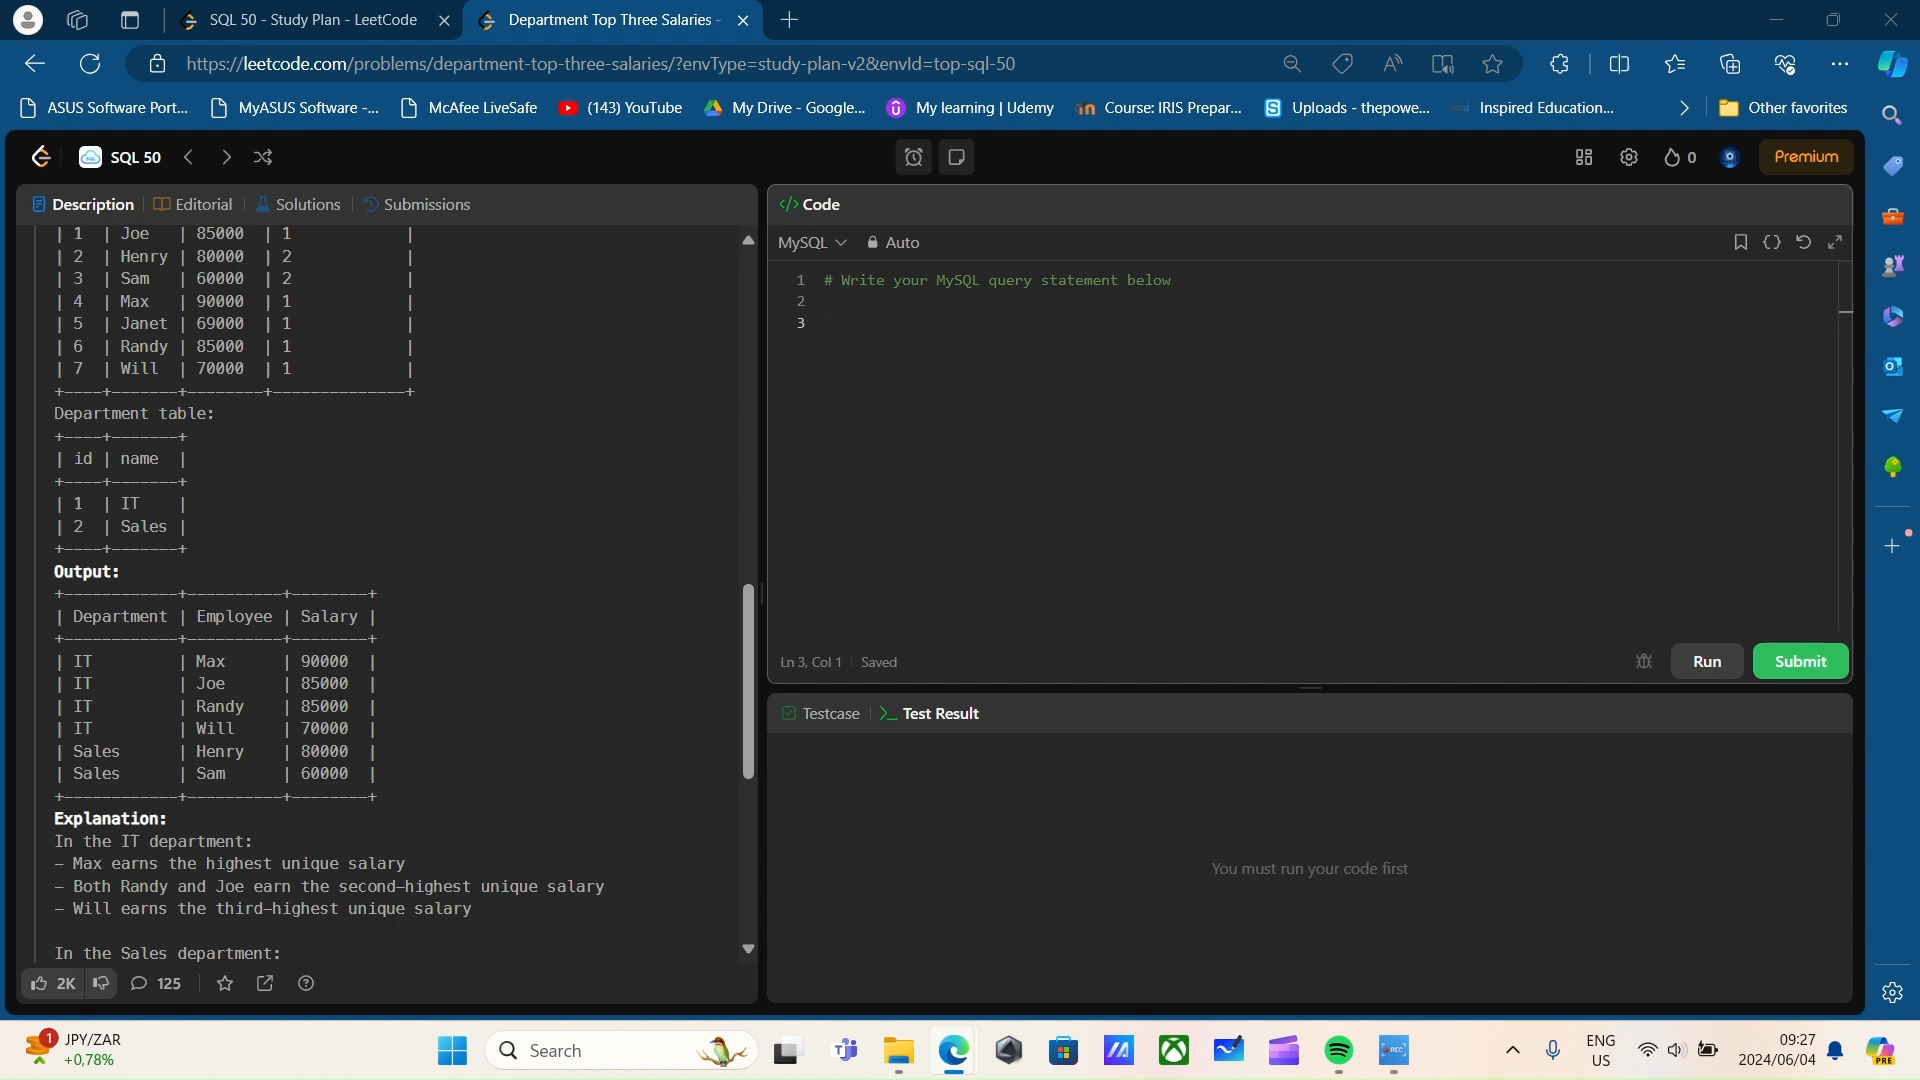 SQL 50 - Study Plan - LeetCode
Department Top Three Salaries -
https://leetcode.com/problems/department-top-three-salaries/?envType=study-plan-v2&envId=top-sql-50
ASUS Software Port...
MyASUS Software -...
McAfee LiveSafe
(143) YouTube
My Drive - Google...
My learning | Udemy
Course: IRIS Prepar...
Uploads - thepowe...
Inspired Education...
Other favorites
SQL 50
0
Premium
Description
Editorial
Solutions
Submissions
| 1  | Joe   | 85000  | 1            |
| 2  | Henry | 80000  | 2            |
| 3  | Sam   | 60000  | 2            |
| 4  | Max   | 90000  | 1            |
| 5  | Janet | 69000  | 1            |
| 6  | Randy | 85000  | 1            |
| 7  | Will  | 70000  | 1            |
+----+-------+--------+--------------+
Department table:
+----+-------+
| id | name  |
+----+-------+
| 1  | IT    |
| 2  | Sales |
+----+-------+
Output:
+------------+----------+--------+
| Department | Employee | Salary |
+------------+----------+--------+
| IT         | Max      | 90000  |
| IT         | Joe      | 85000  |
| IT         | Randy    | 85000  |
| IT         | Will     | 70000  |
| Sales      | Henry    | 80000  |
| Sales      | Sam      | 60000  |
+------------+----------+--------+
Explanation:
In the IT department:
- Max earns the highest unique salary
- Both Randy and Joe earn the second-highest unique salary
- Will earns the third-highest unique salary
In the Sales department:
2K
125
</> Code
MySQL
Auto
1 # Write your MySQL query statement below
2
3
Ln 3, Col 1
Saved
Run
Submit
Testcase
>_ Test Result
You must run your code first
1
JPY/ZAR
+0,78%
Search
REC
ENG
US
09:27
2024/06/04
PRE